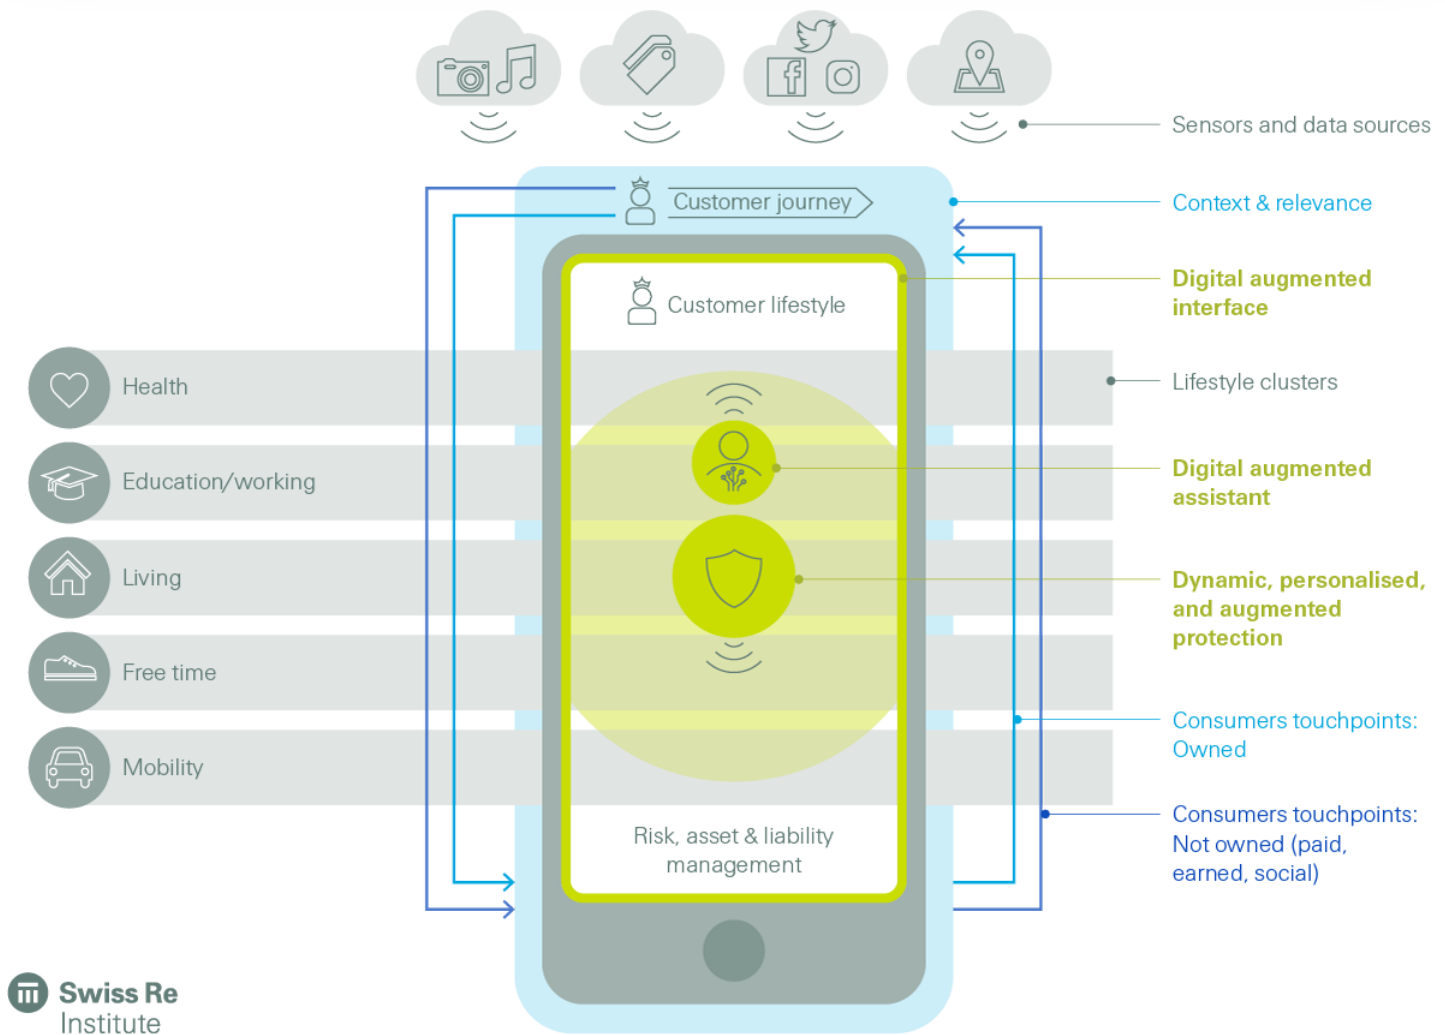 Sensors and data sources
Customer journey
Context & relevance
Digital augmented
interface
Customer lifestyle
Health
Lifestyle clusters
Education/working
Digital augmented
assistant
Living
Dynamic, personalised,
and augmented
protection
Free time
Consumers touchpoints:
Owned
Mobility
Consumers touchpoints:
Not owned (paid,
earned, social)
Risk, asset & liability
management
Swiss Re
Institute